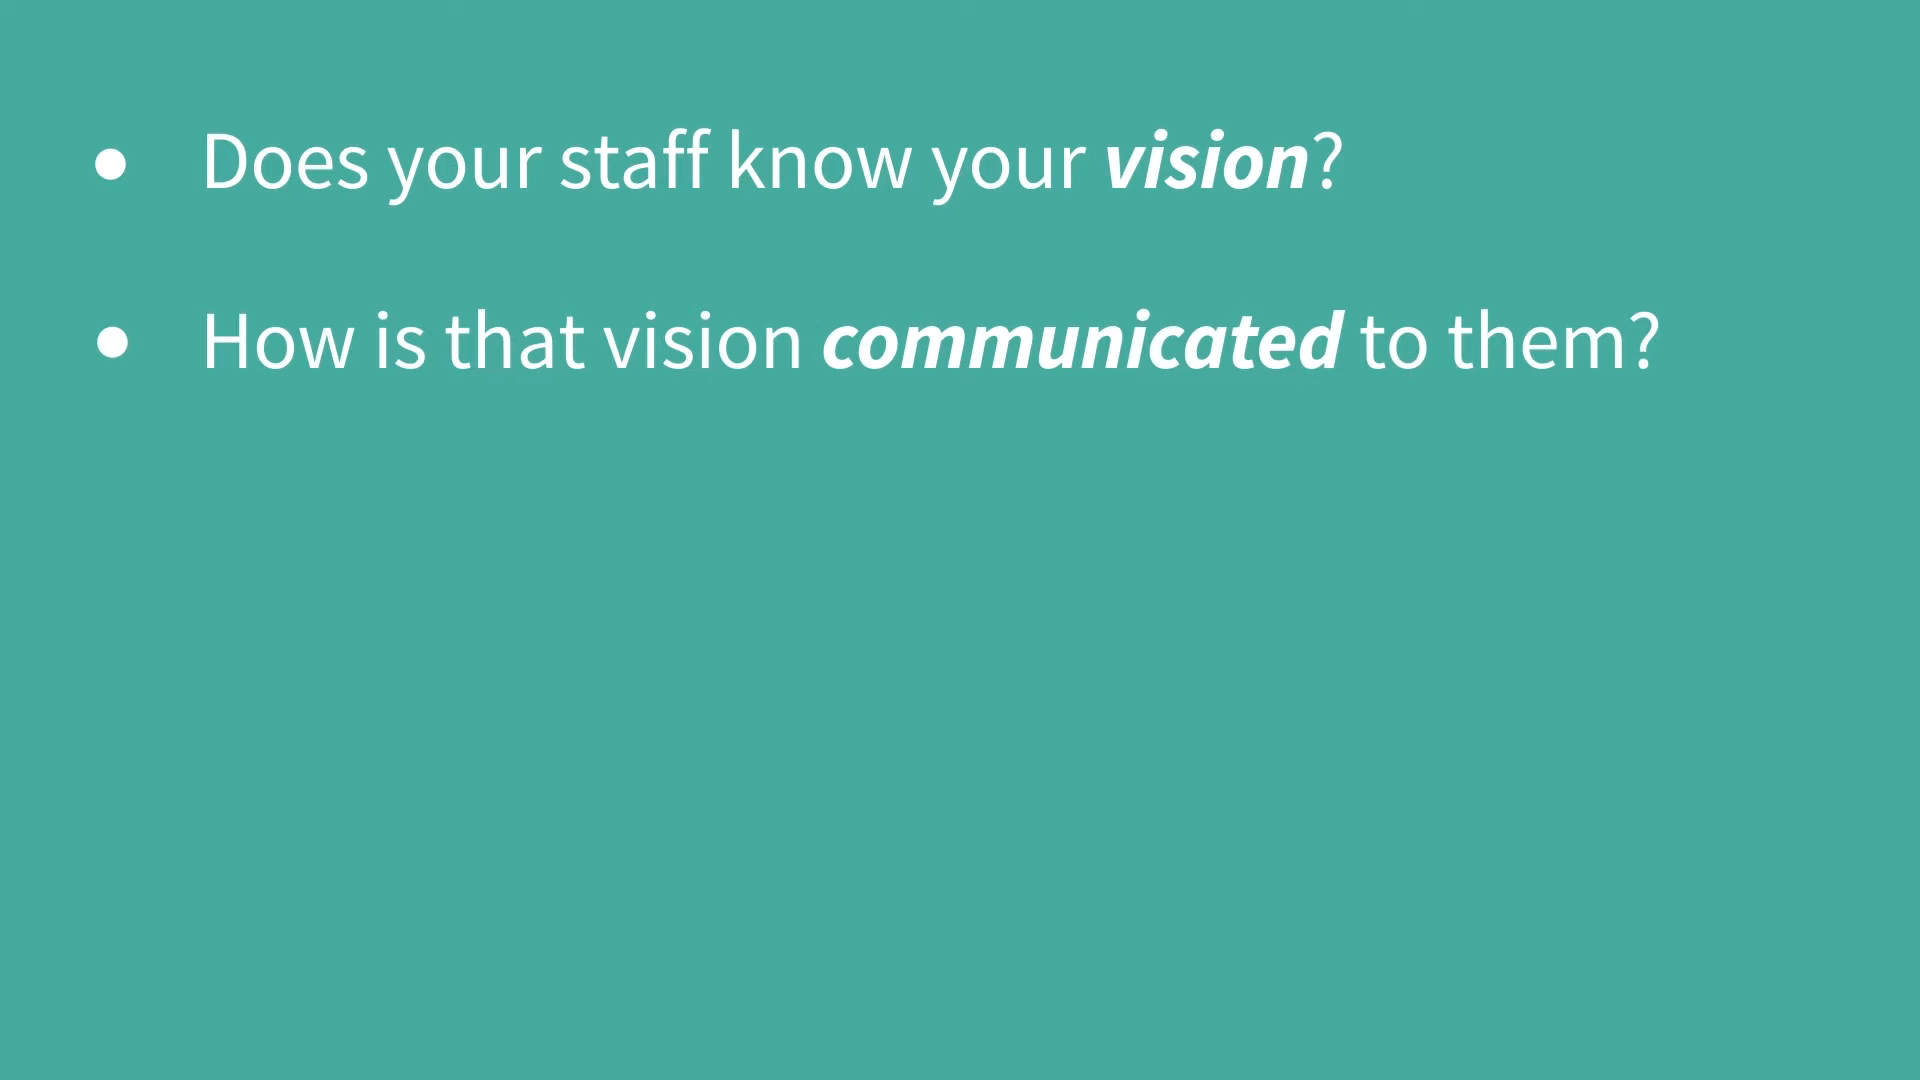 ● Does your staff know your vision?
● How is that vision communicated to them?